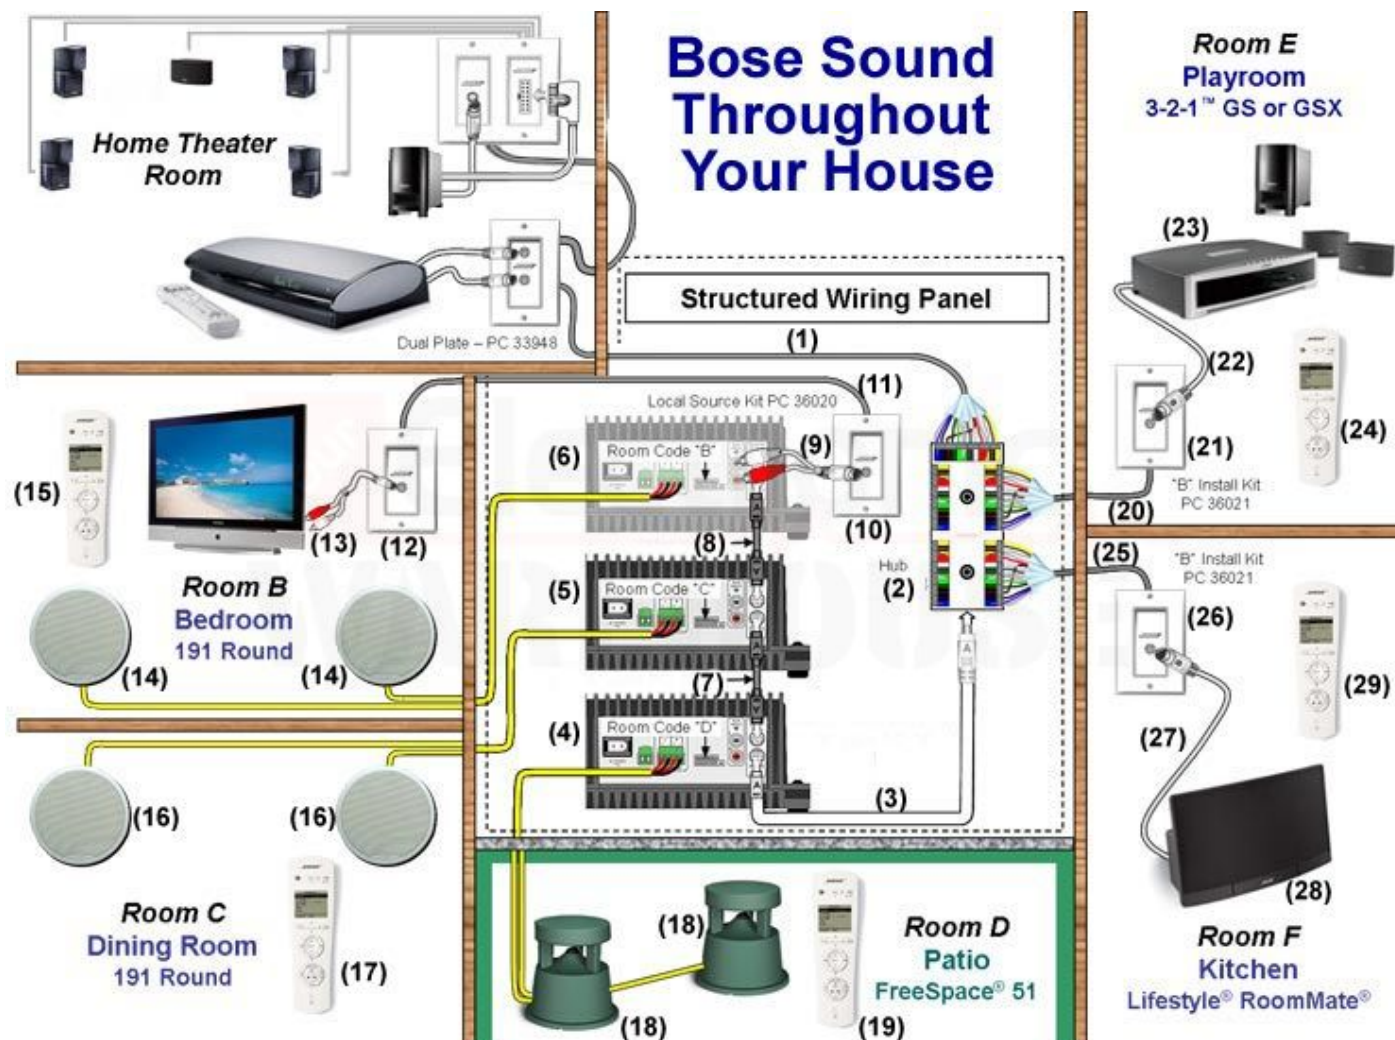 Bose Sound
Throughout
Your House
Home Theater
Room
Dual Plate – PC 33948
Structured Wiring Panel
(1)
(11)
Local Source Kit PC 36020
(9)
(6)
Room Code "B"
(10)
(8)
Hub
(2)
(5)
Room Code "C"
(7)
(4)
Room Code "D"
(3)
A
A
A
A
(15)
(13)
(12)
Room B
Bedroom
191 Round
(14)
(14)
(16)
(16)
Room C
Dining Room
191 Round
(17)
(18)
(18)
Room D
Patio
FreeSpace® 51
(19)
Room E
Playroom
3-2-1™ GS or GSX
(23)
(22)
(24)
(21)
"B" Install Kit
PC 36021
(20)
(25)
"B" Install Kit
PC 36021
(26)
(29)
(27)
(28)
Room F
Kitchen
Lifestyle® RoomMate®